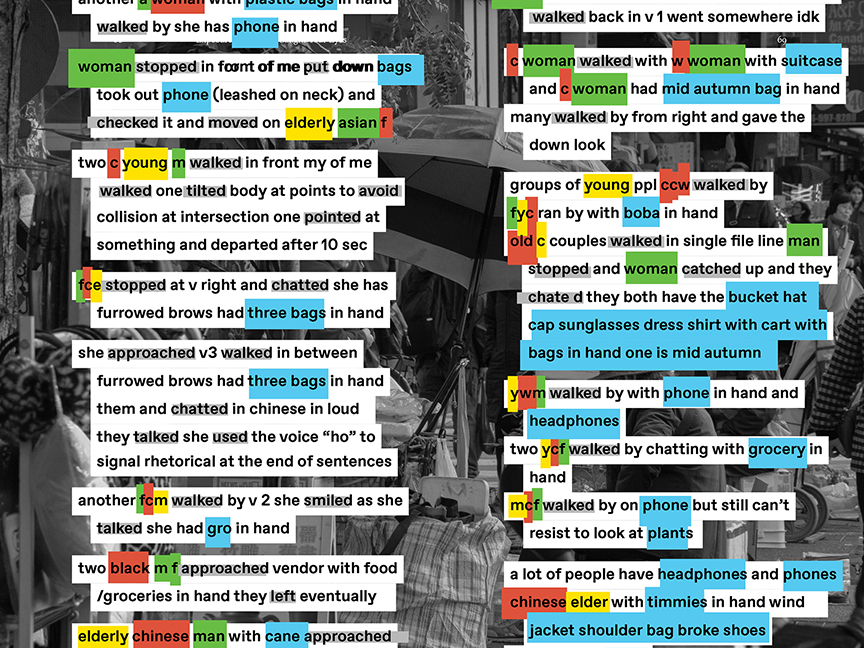 another a woman with plastic bags in hand
walked by she has phone in hand
woman stopped in front of me put down bags
took out phone (leashed on neck) and
checked it and moved on elderly asian f
two c young m walked in front my of me
walked one tilted body at points to avoid
collision at intersection one pointed at
something and departed after 10 sec
fce stopped at v right and chatted she has
furrowed brows had three bags in hand
she approached v3 walked in between
furrowed brows had three bags in hand
them and chatted in chinese in loud
they talked she used the voice “ho” to
signal rhetorical at the end of sentences
another fcm walked by v 2 she smiled as she
talked she had gro in hand
two black m f approached vendor with food
/groceries in hand they left eventually
elderly chinese man with cane approached
walked back in v 1 went somewhere idk
69
c woman walked with w woman with suitcase
and c woman had mid autumn bag in hand
many walked by from right and gave the
down look
groups of young ppl ccw walked by
fyc ran by with boba in hand
old c couples walked in single file line man
stopped and woman catched up and they
chate d they both have the bucket hat
cap sunglasses dress shirt with cart with
bags in hand one is mid autumn
ywm walked by with phone in hand and
headphones
two ycf walked by chatting with grocery in
hand
mcf walked by on phone but still can’t
resist to look at plants
a lot of people have headphones and phones
chinese elder with timmies in hand wind
jacket shoulder bag broke shoes